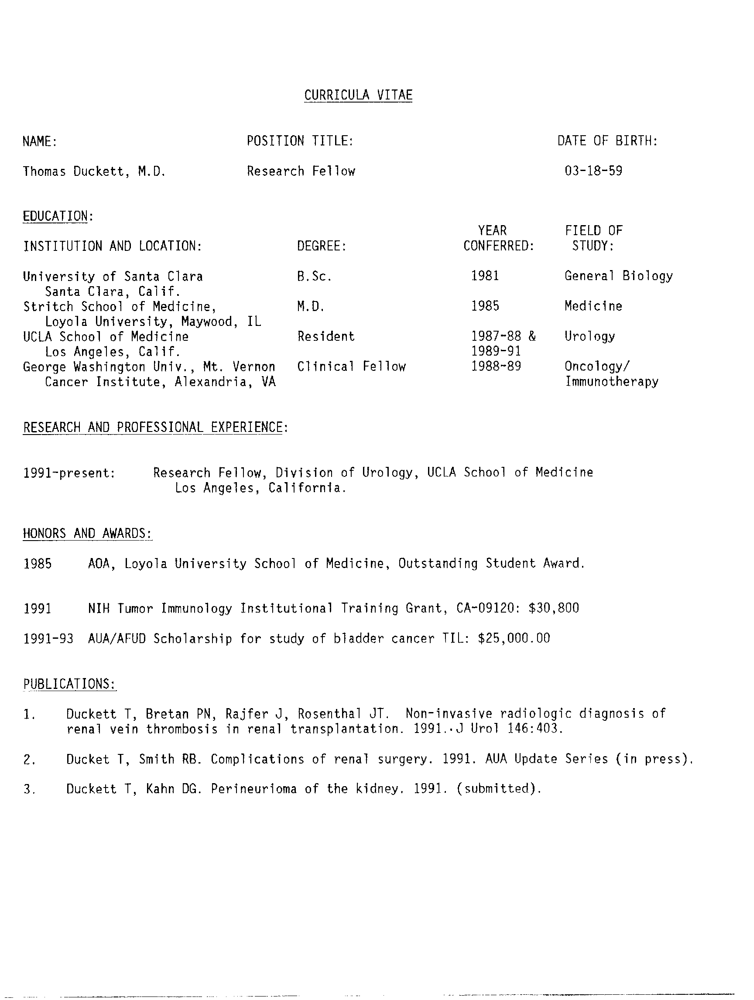 CURRICULA VITAE
NAME: POSITION TITLE: DATE OF BIRTH:
Thomas Duckett, M.D. Research Fellow 03-18-59
EDUCATION:
YEAR FIELD OF
INSTITUTION AND LOCATION: DEGREE: CONFERRED: STUDY:
University of Santa Clara B.Sc. 1981 General Biology
Santa Clara, Calif.
Stritch School of Medicine, M.D. 1985 Medicine
Loyola University, Maywood, IL
UCLA School of Medicine Resident 1987-88 & Urology
Los Angeles, Calif. 1989-91
George Washington Univ., Mt. Vernon Clinical Fellow 1988-89 Oncology/
Cancer Institute, Alexandria, VA Immunotherapy
RESEARCH AND PROFESSIONAL EXPERIENCE:
1991-present: Research Fellow, Division of Urology, UCLA School of Medicine
Los Angeles, California.
HONORS AND AWARDS:
1985 AOA, Loyola University School of Medicine, Outstanding Student Award.
1991 NIH Tumor Immunology Institutional Training Grant, CA-09120: $30,800
1991-93 AUA/AFUD Scholarship for study of bladder cancer TIL: $25,000.00
PUBLICATIONS:
1. Duckett T, Bretan PN, Rajfer J, Rosenthal JT. Non-invasive radiologic diagnosis of
renal vein thrombosis in renal transplantation. 1991. J Urol 146:403.
2. Ducket T, Smith RB. Complications of renal surgery. 1991. AUA Update Series (in press).
3. Duckett T, Kahn DG. Perineurioma of the kidney. 1991. (submitted).